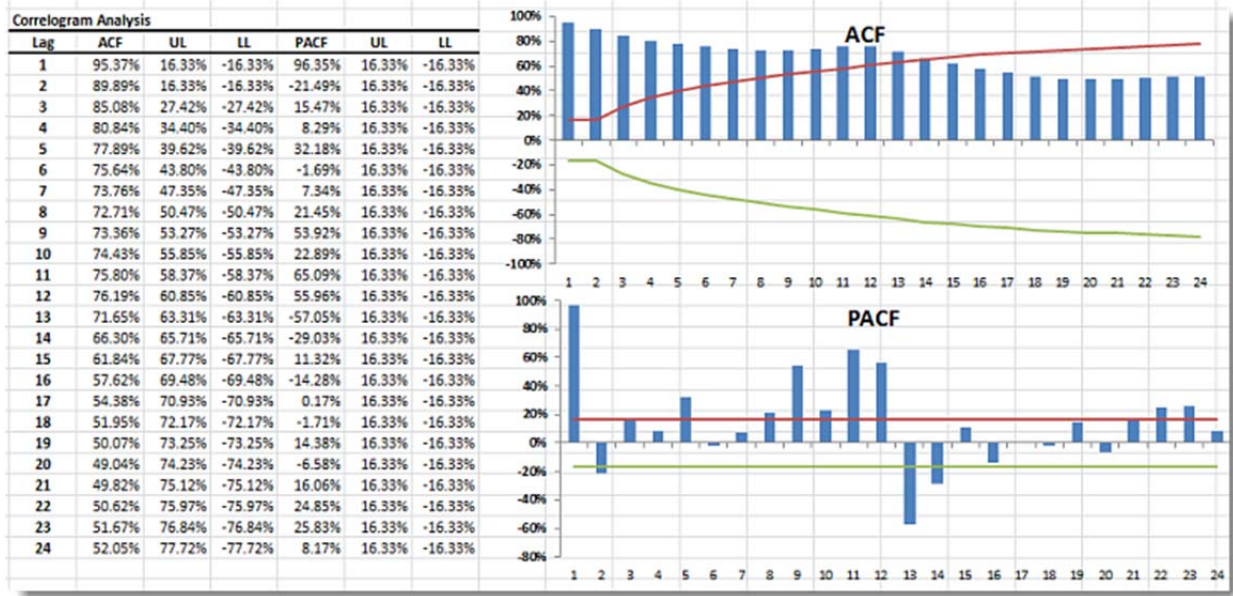 Correlogram Analysis
Lag ACF UL LL PACF UL LL
1 95.37% 16.33% -16.33% 96.35% 16.33% -16.33%
2 89.89% 16.33% -16.33% -21.49% 16.33% -16.33%
3 85.08% 27.42% -27.42% 15.47% 16.33% -16.33%
4 80.84% 34.40% -34.40% 8.29% 16.33% -16.33%
5 77.89% 39.62% -39.62% 32.18% 16.33% -16.33%
6 75.64% 43.80% -43.80% -1.69% 16.33% -16.33%
7 73.76% 47.35% -47.35% 7.34% 16.33% -16.33%
8 72.71% 50.47% -50.47% 21.45% 16.33% -16.33%
9 73.36% 53.27% -53.27% 53.92% 16.33% -16.33%
10 74.43% 55.85% -55.85% 22.89% 16.33% -16.33%
11 75.80% 58.37% -58.37% 65.09% 16.33% -16.33%
12 76.19% 60.85% -60.85% 55.96% 16.33% -16.33%
13 71.65% 63.31% -63.31% -57.05% 16.33% -16.33%
14 66.30% 65.71% -65.71% -29.03% 16.33% -16.33%
15 61.84% 67.77% -67.77% 11.32% 16.33% -16.33%
16 57.62% 69.48% -69.48% -14.28% 16.33% -16.33%
17 54.38% 70.93% -70.93% 0.17% 16.33% -16.33%
18 51.95% 72.17% -72.17% -1.71% 16.33% -16.33%
19 50.07% 73.25% -73.25% 14.38% 16.33% -16.33%
20 49.04% 74.23% -74.23% -6.58% 16.33% -16.33%
21 49.82% 75.12% -75.12% 16.06% 16.33% -16.33%
22 50.62% 75.97% -75.97% 24.85% 16.33% -16.33%
23 51.67% 76.84% -76.84% 25.83% 16.33% -16.33%
24 52.05% 77.72% -77.72% 8.17% 16.33% -16.33%
ACF
100%
80%
60%
40%
20%
0%
-20%
-40%
-60%
-80%
-100%
1 2 3 4 5 6 7 8 9 10 11 12 13 14 15 16 17 18 19 20 21 22 23 24
PACF
100%
80%
60%
40%
20%
0%
-20%
-40%
-60%
-80%
1 2 3 4 5 6 7 8 9 10 11 12 13 14 15 16 17 18 19 20 21 22 23 24